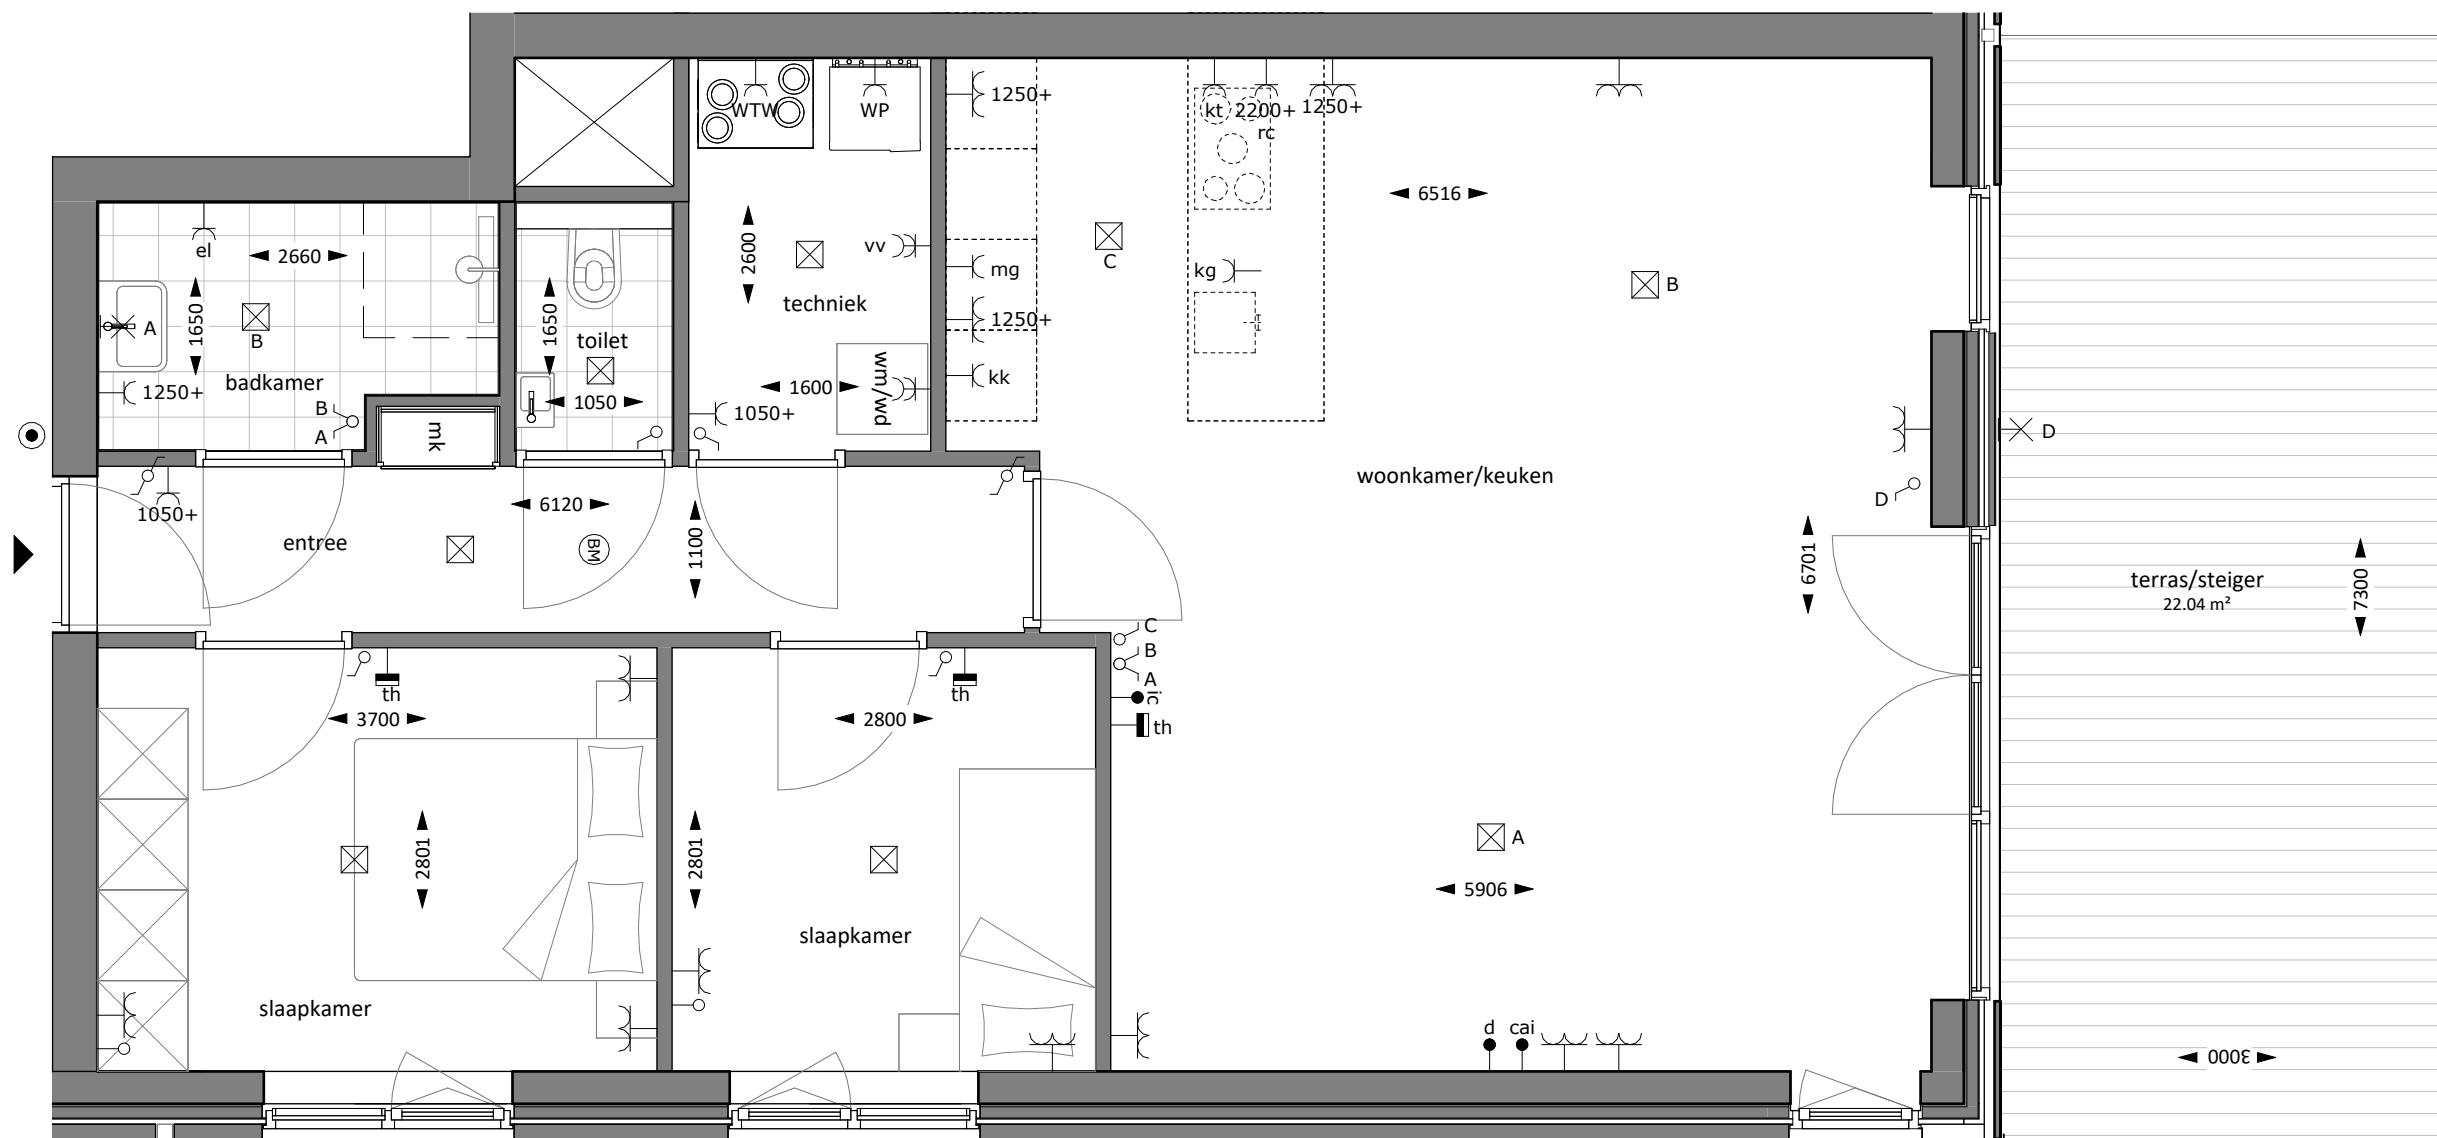 WTW
WP
1250+
kt
2200+
rc
1250+
6516
el
2660
2600
vv
mg
C
kg
B
1650
A
B
1650
toilet
techniek
1250+
badkamer
1250+
wm/wd
1600
kk
1050
1050+
B
A
mk
D
woonkamer/keuken
D
1050+
6120
entree
BM
1100
6701
terras/steiger
22.04 m²
7300
C
B
A
ic
th
th
th
3700
2800
2801
2801
A
5906
slaapkamer
slaapkamer
d
cai
3000